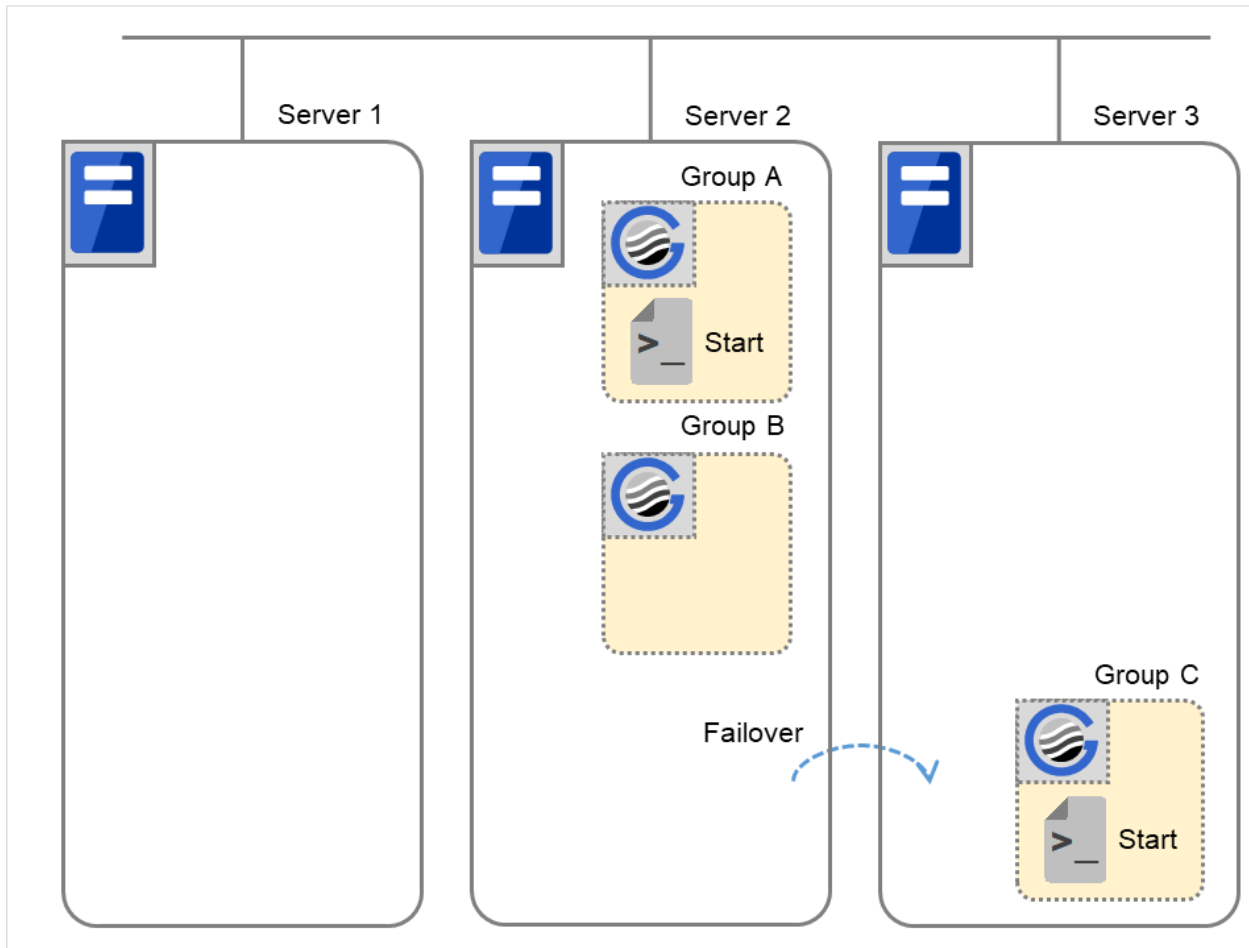 Server 1
Server 2
Server 3
Group A
>_ Start
Group B
Group C
Failover
>_ Start